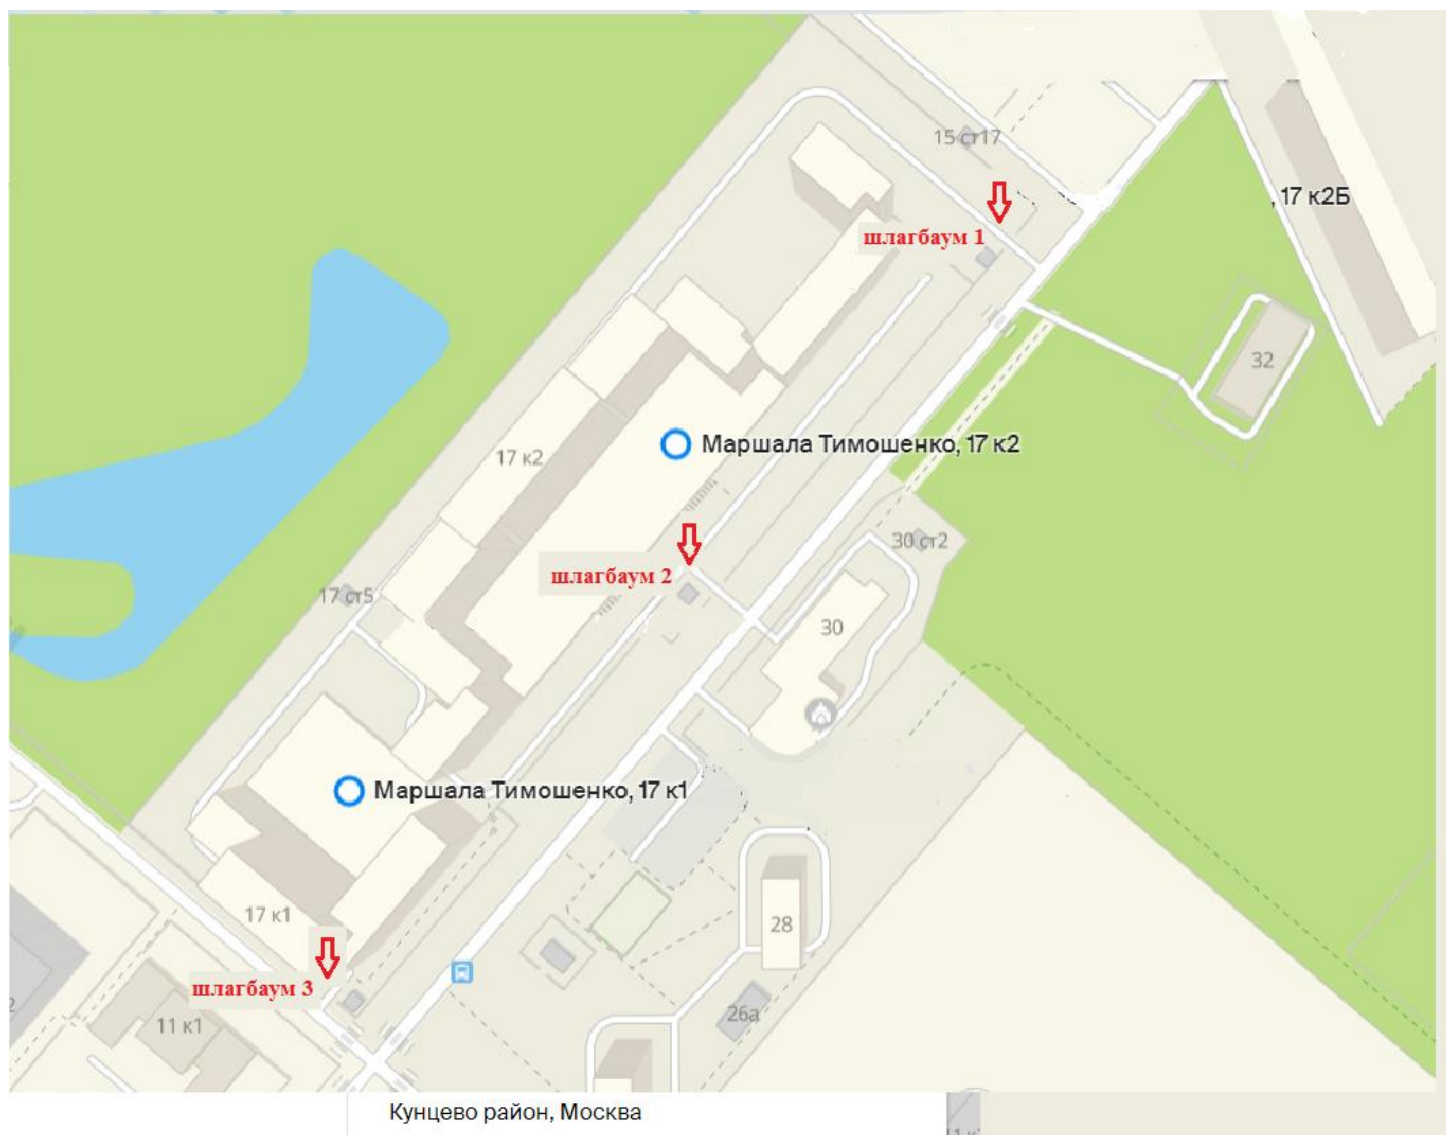 15 ст17
, 17 к2Б
шлагбаум 1
32
Маршала Тимошенко, 17 к2
17 к2
30 ст2
шлагбаум 2
17 ст5
30
Маршала Тимошенко, 17 к1
17 к1
28
шлагбаум 3
26а
11 к1
Кунцево район, Москва